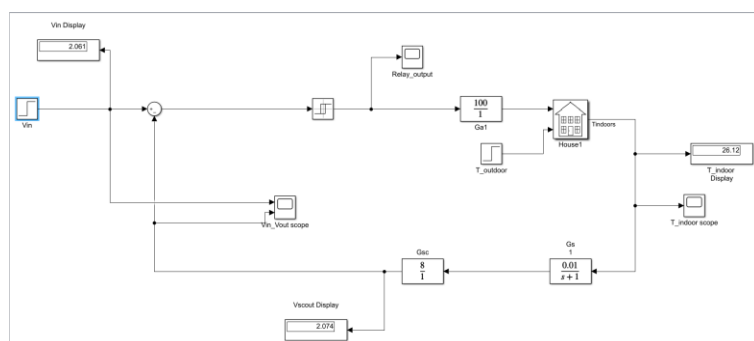 Vin Display
2.061
Vin
Relay_output
100
1
Ga1
T_outdoor
House1
Tindoors
26.12
T_indoor
Display
T_indoor scope
Vin_Vout scope
Gsc
8
1
Gs
1
0.01
s + 1
Vscout Display
2.074